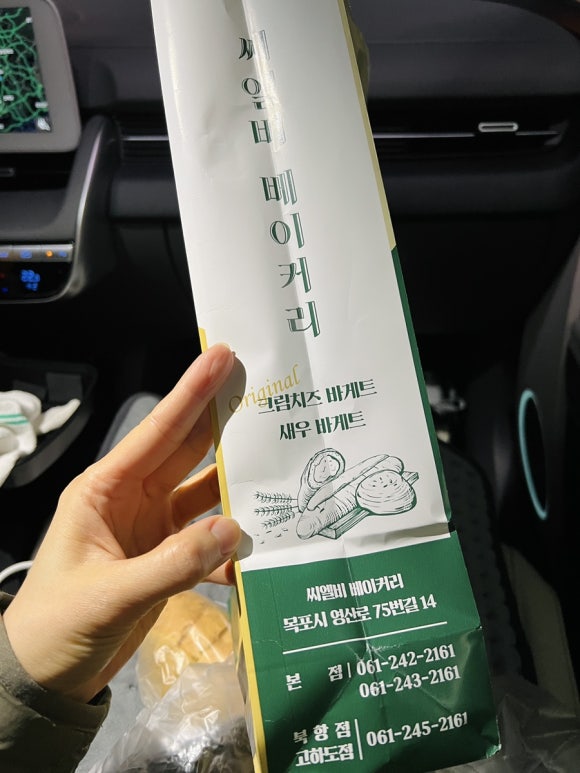 씨엘비 베이커리
Original
크림치즈 바게트
새우 바게트
씨엘비 베이커리
목포시 영산로 75번길 14
본 점 | 061-242-2161
061-243-2161
북항점
고하도점 | 061-245-2161